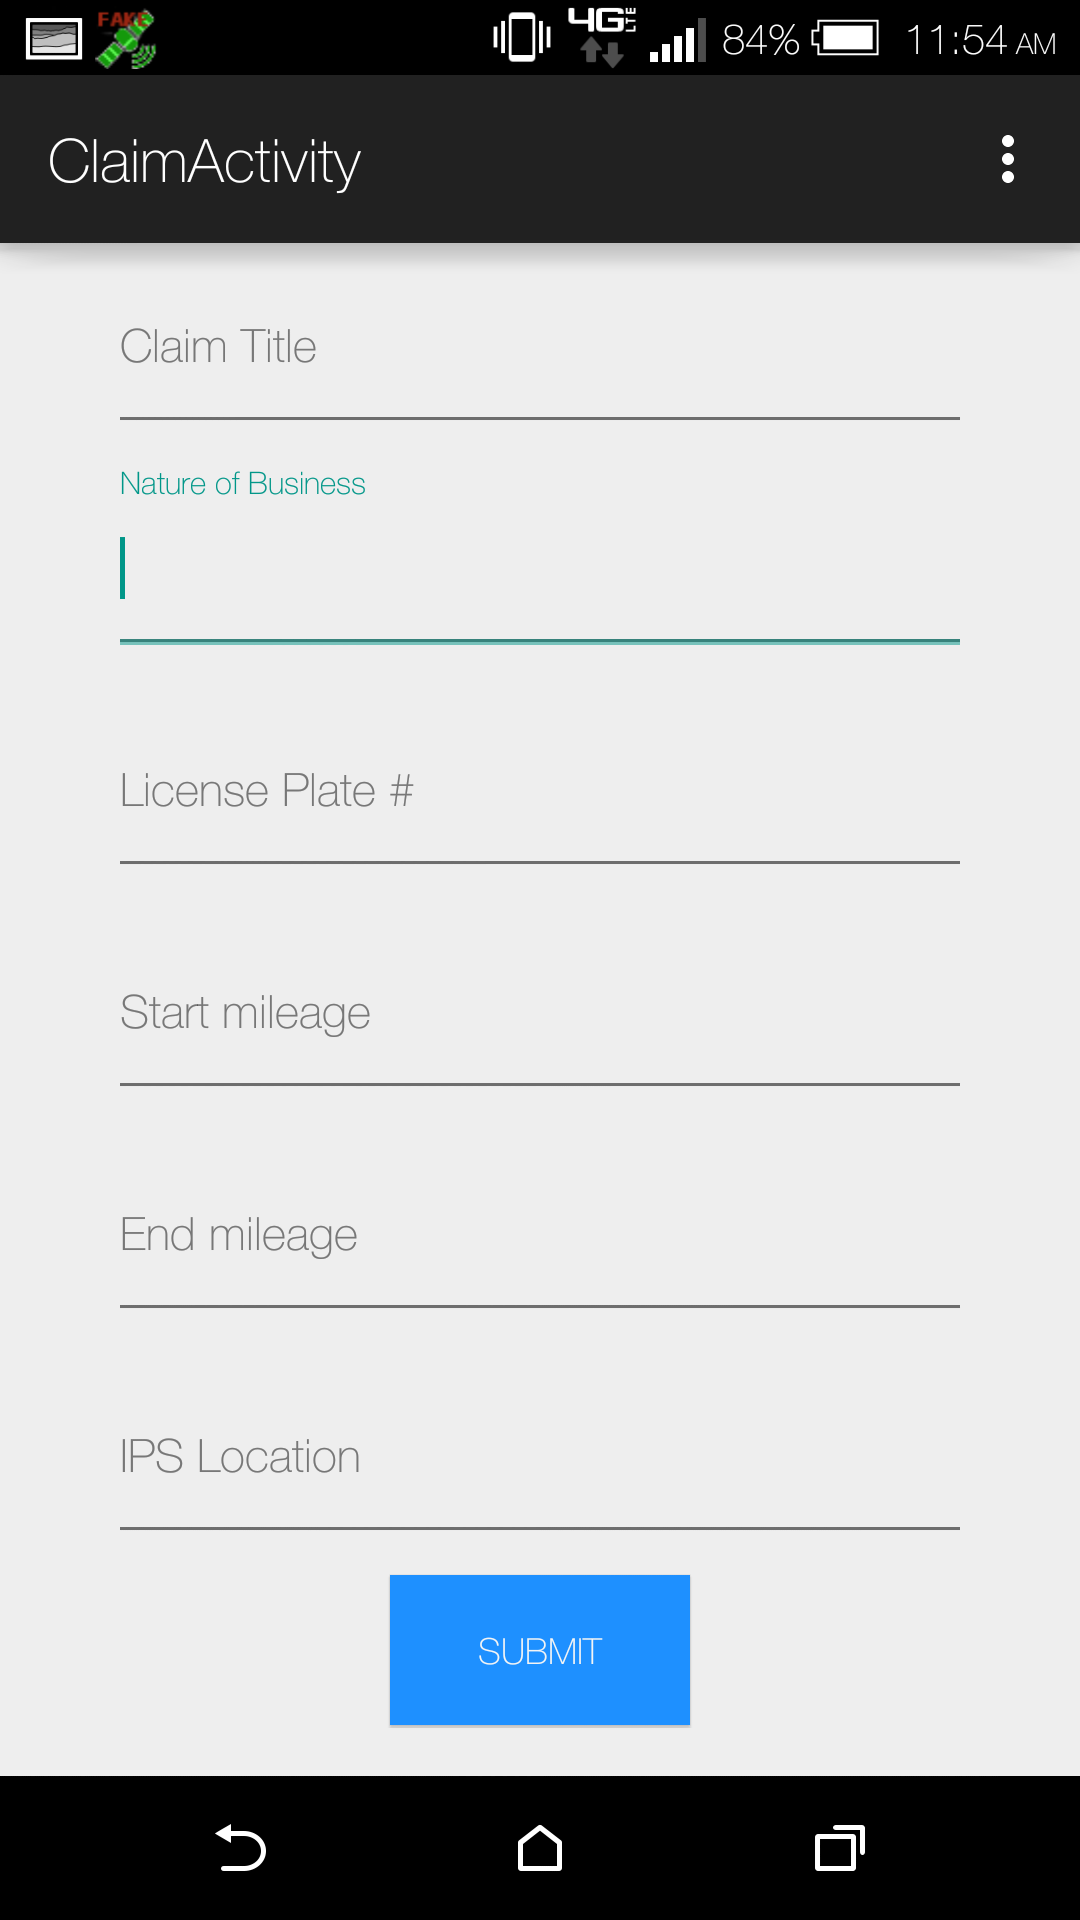 FAKE 4G LTE 84% 11:54 AM
ClaimActivity
Claim Title
Nature of Business
License Plate #
Start mileage
End mileage
IPS Location
SUBMIT